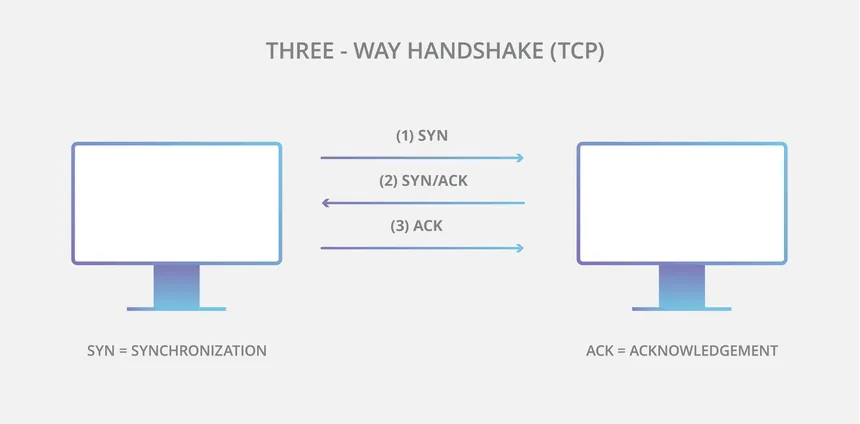 THREE - WAY HANDSHAKE (TCP)
(1) SYN
(2) SYN/ACK
(3) ACK
SYN = SYNCHRONIZATION
ACK = ACKNOWLEDGEMENT